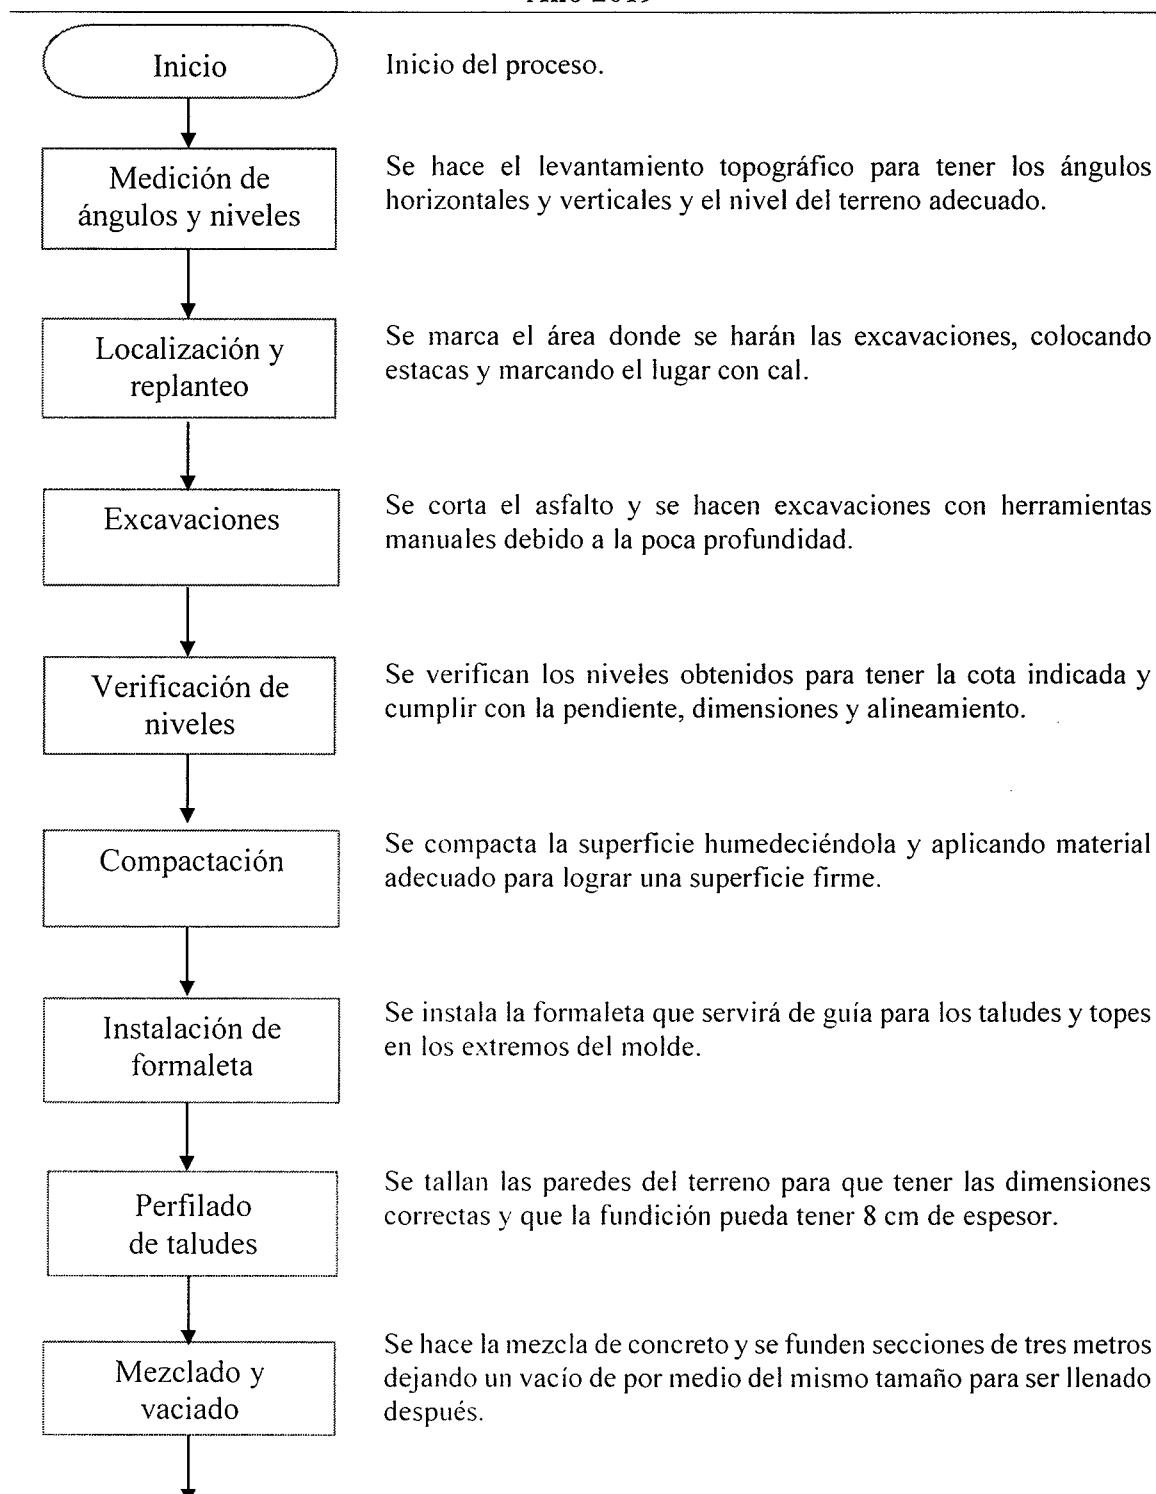 Inicio
Inicio del proceso.
Medición de
ángulos y niveles
Se hace el levantamiento topográfico para tener los ángulos
horizontales y verticales y el nivel del terreno adecuado.
Localización y
replanteo
Se marca el área donde se harán las excavaciones, colocando
estacas y marcando el lugar con cal.
Excavaciones
Se corta el asfalto y se hacen excavaciones con herramientas
manuales debido a la poca profundidad.
Verificación de
niveles
Se verifican los niveles obtenidos para tener la cota indicada y
cumplir con la pendiente, dimensiones y alineamiento.
Compactación
Se compacta la superficie humedeciéndola y aplicando material
adecuado para lograr una superficie firme.
Instalación de
formaleta
Se instala la formaleta que servirá de guía para los taludes y topes
en los extremos del molde.
Perfilado
de taludes
Se tallan las paredes del terreno para que tener las dimensiones
correctas y que la fundición pueda tener 8 cm de espesor.
Mezclado y
vaciado
Se hace la mezcla de concreto y se funden secciones de tres metros
dejando un vacío de por medio del mismo tamaño para ser llenado
después.